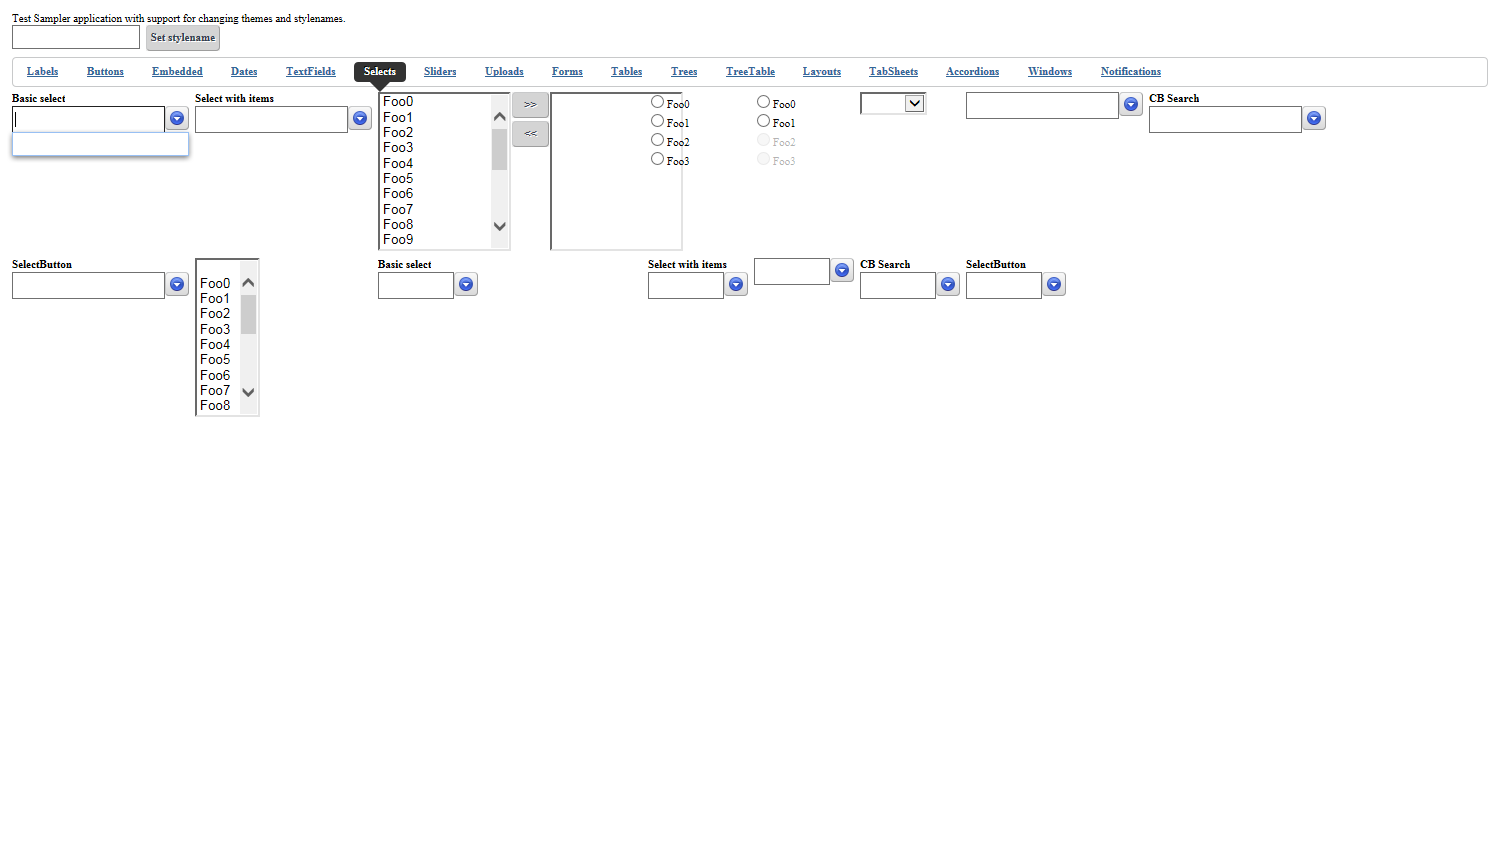 Test Sampler application with support for changing themes and stylenames.
Set stylename
Labels Buttons Embedded Dates TextFields Selects Sliders Uploads Forms Tables Trees TreeTable Layouts TabSheets Accordions Windows Notifications
Basic select
Select with items
Foo0
Foo1
Foo2
Foo3
Foo4
Foo5
Foo6
Foo7
Foo8
Foo9
>>
<<
Foo0
Foo1
Foo2
Foo3
Foo0
Foo1
Foo2
Foo3
CB Search
SelectButton
Foo0
Foo1
Foo2
Foo3
Foo4
Foo5
Foo6
Foo7
Foo8
Basic select
Select with items
CB Search
SelectButton